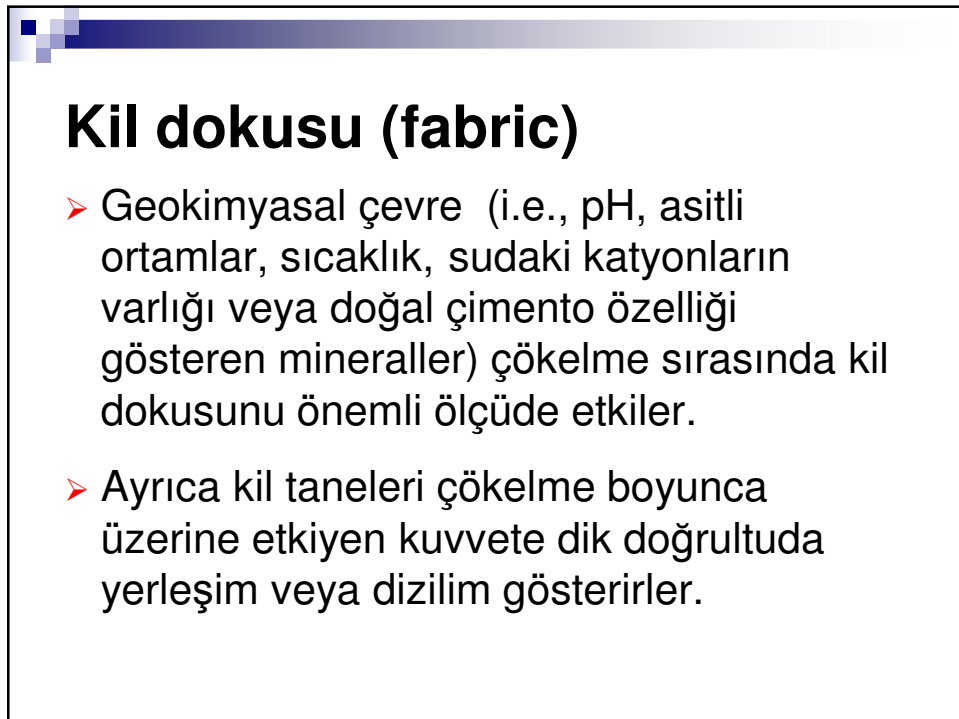 Kil dokusu (fabric)
➢ Geokimyasal çevre (i.e., pH, asitli
ortamlar, sıcaklık, sudaki katyonların
varlığı veya doğal çimento özelliği
gösteren mineraller) çökelme sırasında kil
dokusunu önemli ölçüde etkiler.
➢ Ayrıca kil taneleri çökelme boyunca
üzerine etkiyen kuvvete dik doğrultuda
yerleşim veya dizilim gösterirler.